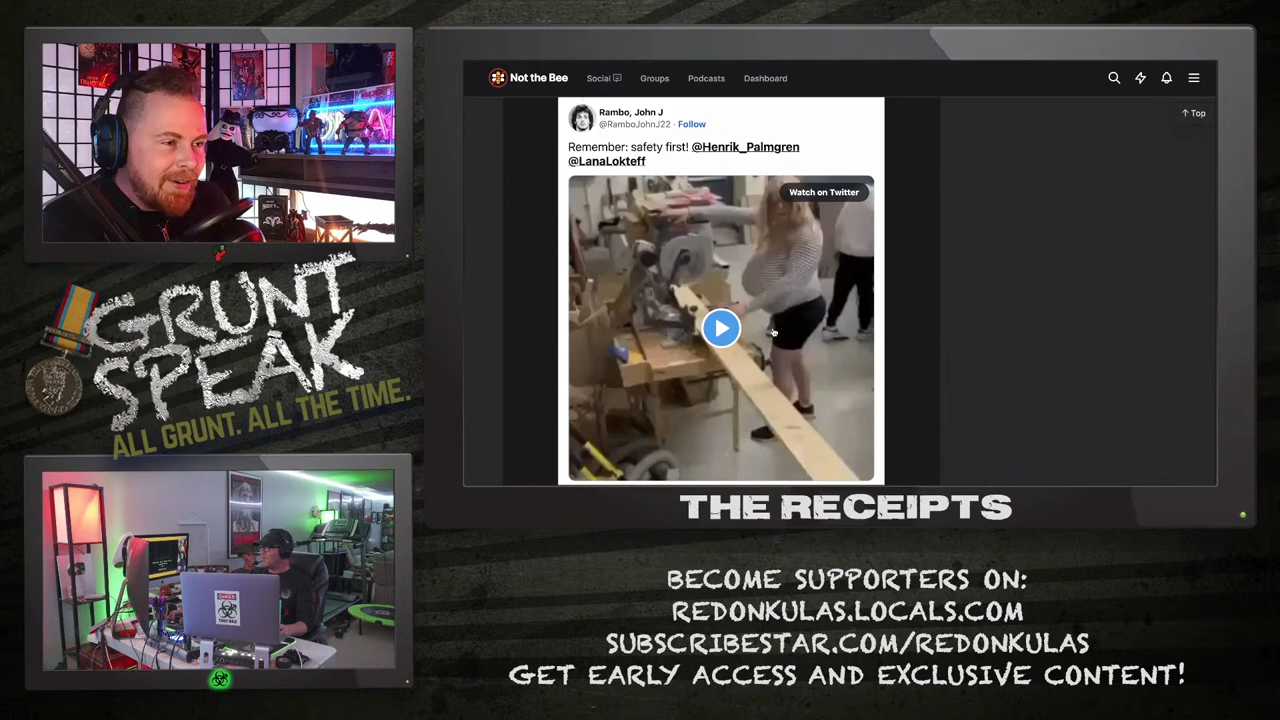 Not the Bee
Social
Groups
Podcasts
Dashboard
Top
Rambo, John J
@RamboJohnJ22 · Follow
Remember: safety first! @Henrik_Palmgren
@LanaLokteff
Watch on Twitter
GRUNT
SPEAK
ALL GRUNT. ALL THE TIME.
THE RECEIPTS
BECOME SUPPORTERS ON:
REDONKULAS.LOCALS.COM
SUBSCRIBESTAR.COM/REDONKULAS
GET EARLY ACCESS AND EXCLUSIVE CONTENT!